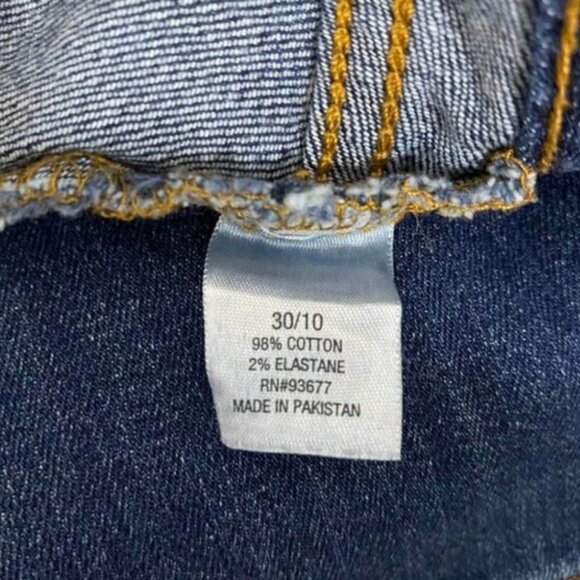 30/10
98% COTTON
2% ELASTANE
RN#93677
MADE IN PAKISTAN